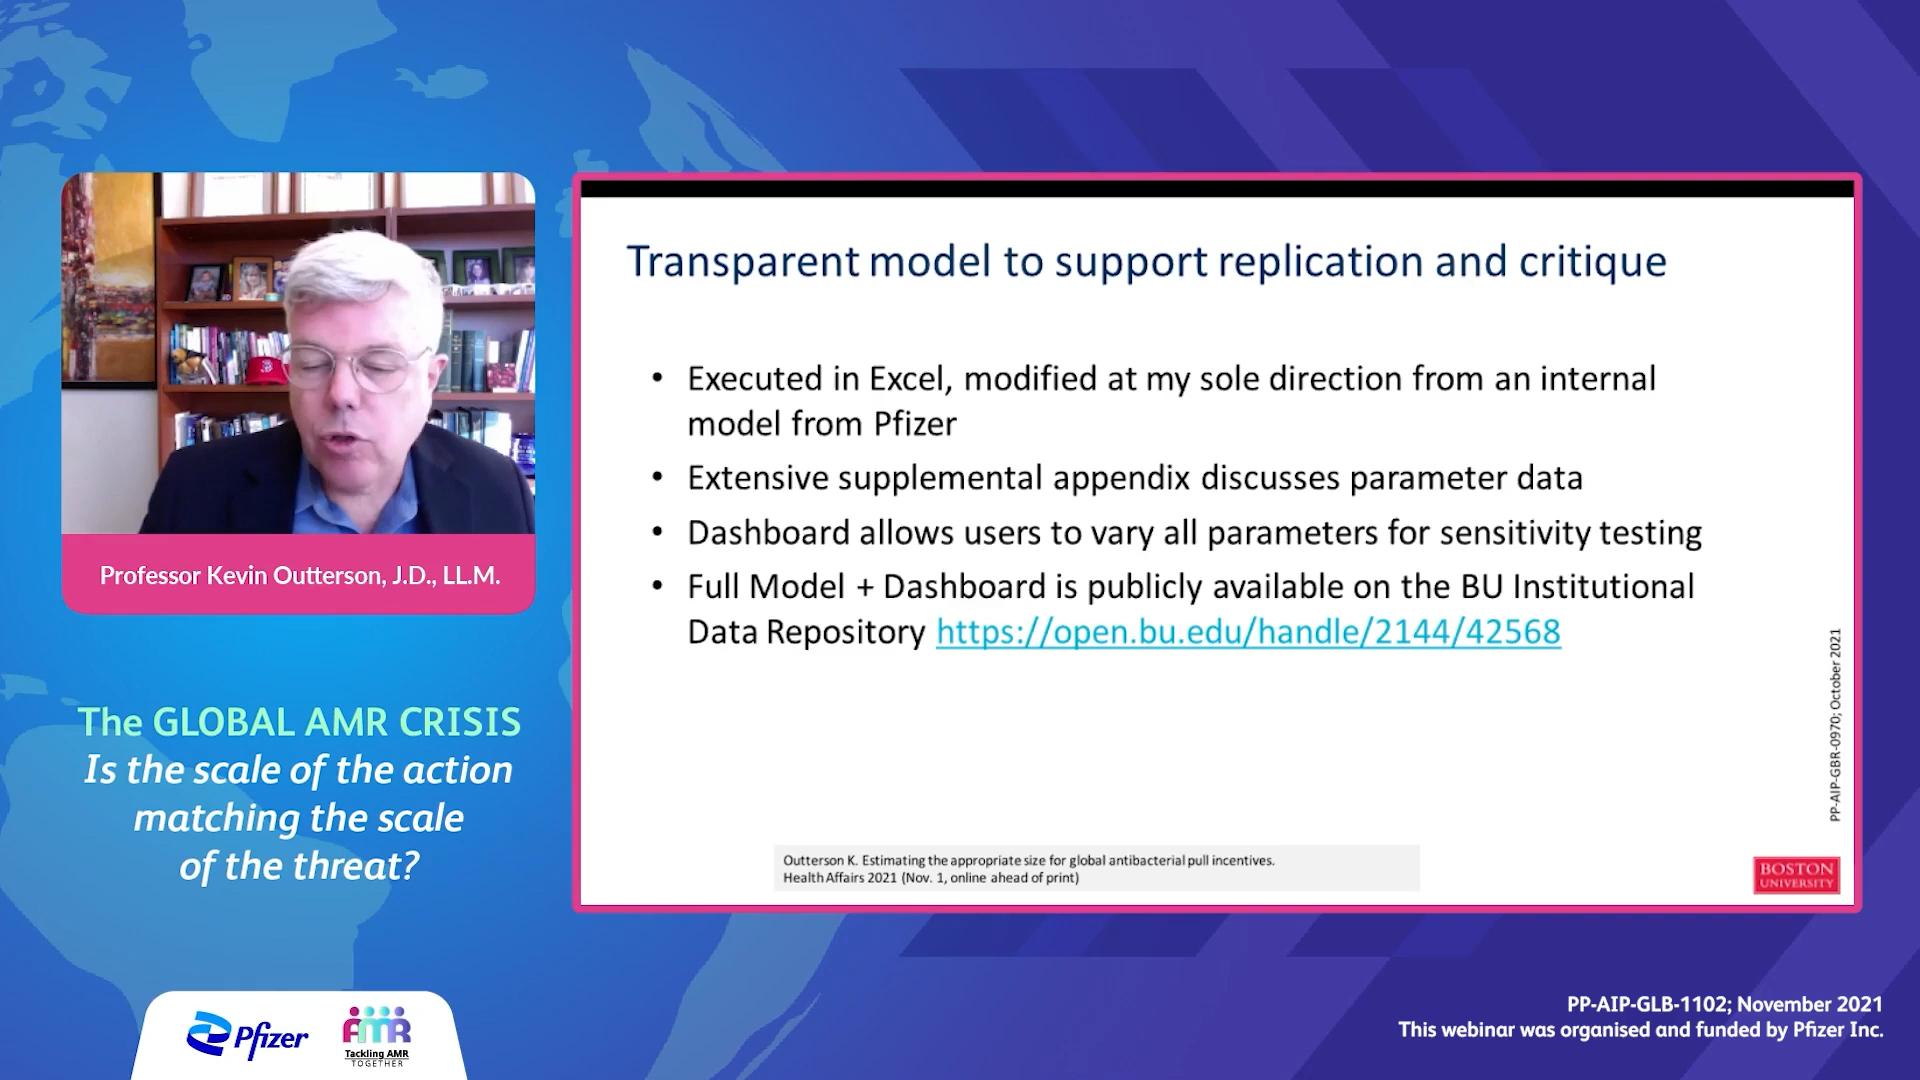 Professor Kevin Outterson, J.D., LL.M.
The GLOBAL AMR CRISIS
Is the scale of the action
matching the scale
of the threat?
Pfizer
AMR
Tackling AMR
TOGETHER
Transparent model to support replication and critique
• Executed in Excel, modified at my sole direction from an internal
model from Pfizer
• Extensive supplemental appendix discusses parameter data
• Dashboard allows users to vary all parameters for sensitivity testing
• Full Model + Dashboard is publicly available on the BU Institutional
Data Repository https://open.bu.edu/handle/2144/42568
PP-AIP-GBR-0970; October 2021
Outterson K. Estimating the appropriate size for global antibacterial pull incentives.
Health Affairs 2021 (Nov. 1, online ahead of print)
BOSTON
UNIVERSITY
PP-AIP-GLB-1102; November 2021
This webinar was organised and funded by Pfizer Inc.